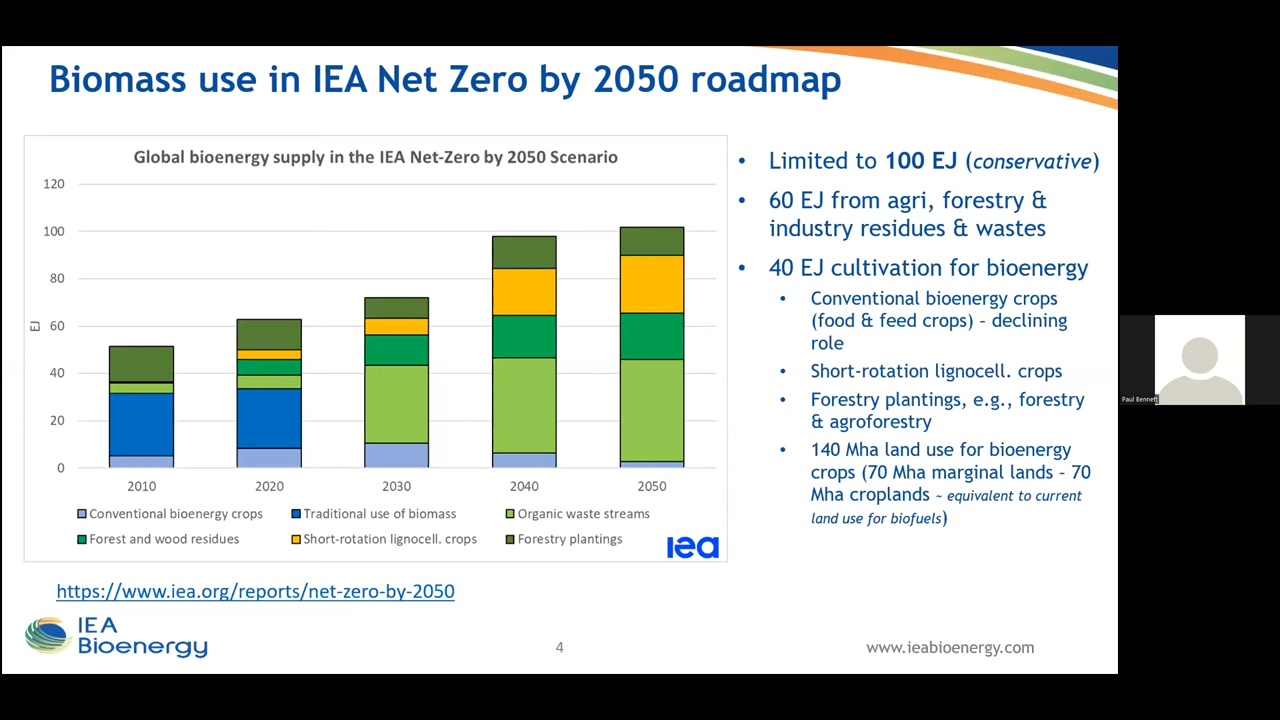 Biomass use in IEA Net Zero by 2050 roadmap
Global bioenergy supply in the IEA Net-Zero by 2050 Scenario
120
100
80
60
40
20
0
EJ
2010 2020 2030 2040 2050
Conventional bioenergy crops Traditional use of biomass Organic waste streams
Forest and wood residues Short-rotation lignocell. crops Forestry plantings
iea
• Limited to 100 EJ (conservative)
• 60 EJ from agri, forestry &
industry residues & wastes
• 40 EJ cultivation for bioenergy
• Conventional bioenergy crops
(food & feed crops) – declining
role
• Short-rotation lignocell. crops
• Forestry plantings, e.g., forestry
& agroforestry
• 140 Mha land use for bioenergy
crops (70 Mha marginal lands – 70
Mha croplands ~ equivalent to current
land use for biofuels)
https://www.iea.org/reports/net-zero-by-2050
IEA
Bioenergy
4
www.ieabioenergy.com
Paul Bennett